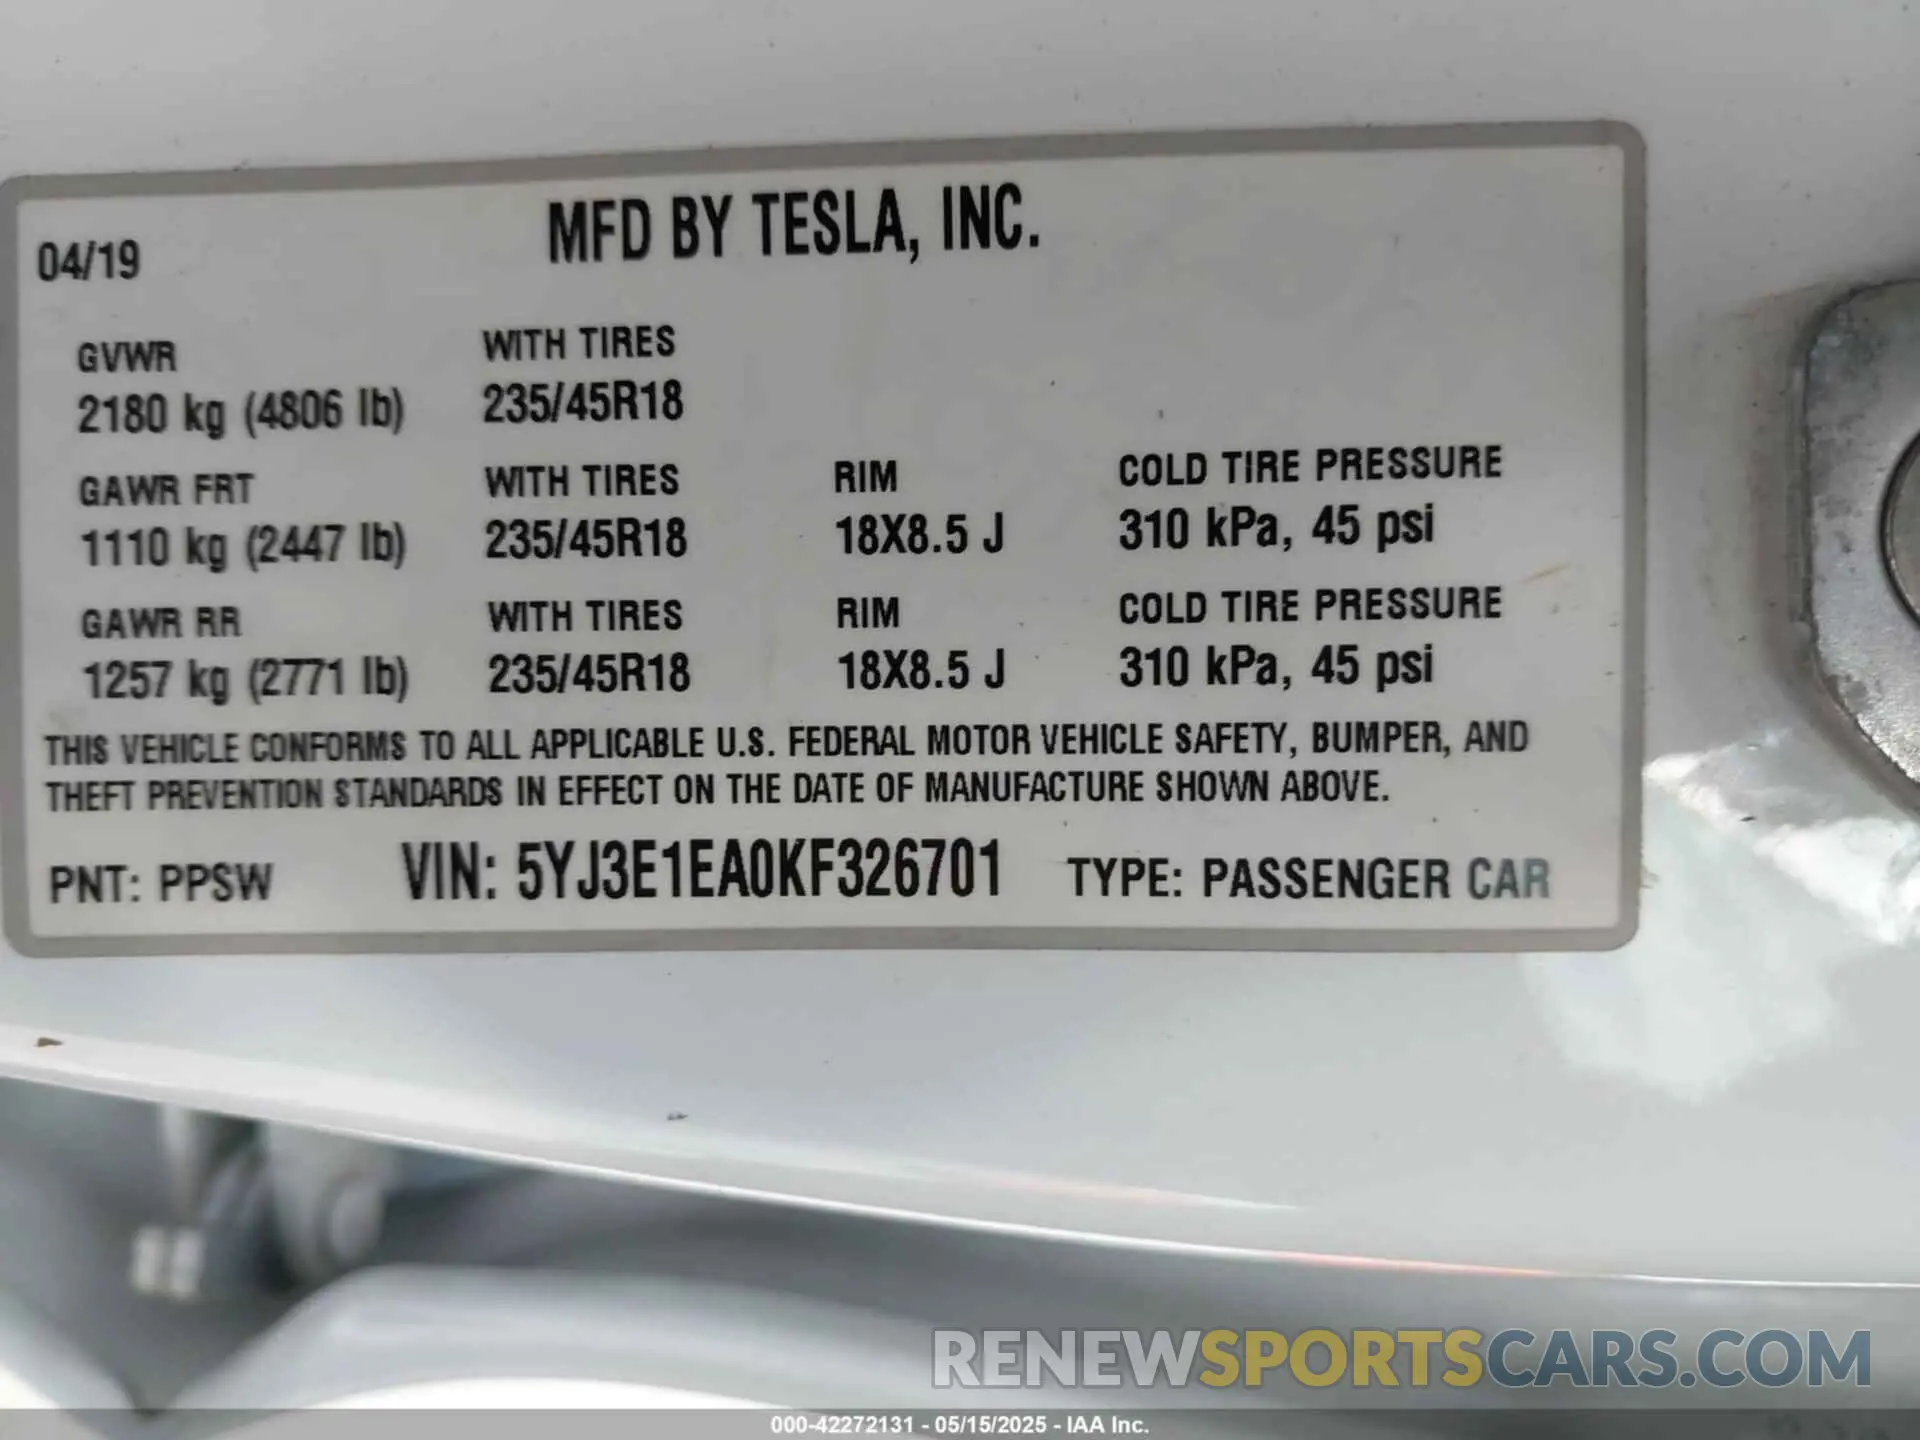 MFD BY TESLA, INC.
04/19
GVWR WITH TIRES
2180 kg (4806 lb) 235/45R18
GAWR FRT WITH TIRES RIM COLD TIRE PRESSURE
1110 kg (2447 lb) 235/45R18 18X8.5 J 310 kPa, 45 psi
GAWR RR WITH TIRES RIM COLD TIRE PRESSURE
1257 kg (2771 lb) 235/45R18 18X8.5 J 310 kPa, 45 psi
THIS VEHICLE CONFORMS TO ALL APPLICABLE U.S. FEDERAL MOTOR VEHICLE SAFETY, BUMPER, AND
THEFT PREVENTION STANDARDS IN EFFECT ON THE DATE OF MANUFACTURE SHOWN ABOVE.
PNT: PPSW VIN: 5YJ3E1EA0KF326701 TYPE: PASSENGER CAR
RENEWSPORTSCARS.COM
000-42272131 - 05/15/2025 - IAA Inc.